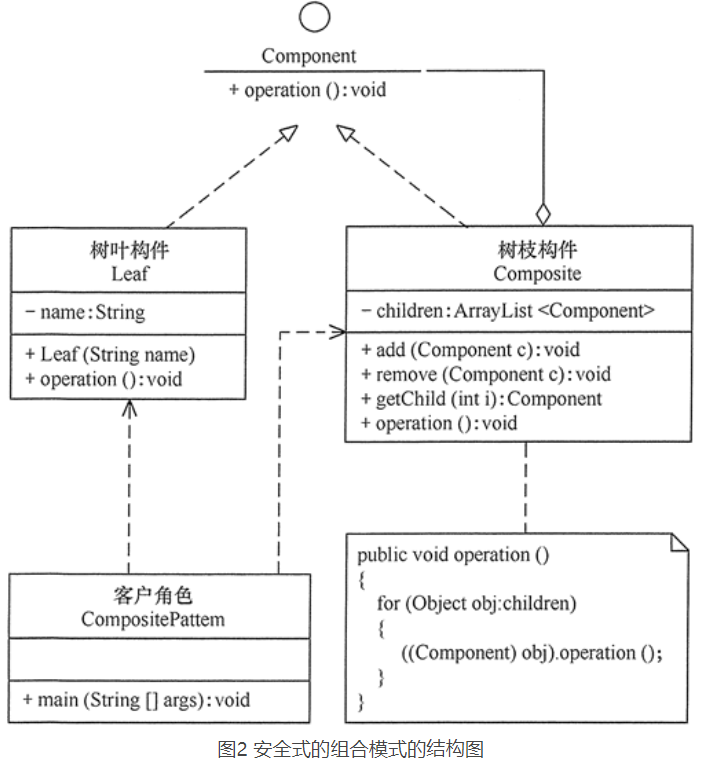 Component
+ operation ():void
树叶构件
Leaf
- name:String
+ Leaf (String name)
+ operation ():void
树枝构件
Composite
- children:ArrayList <Component>
+ add (Component c):void
+ remove (Component c):void
+ getChild (int i):Component
+ operation ():void
客户角色
CompositePattem
+ main (String [] args):void
public void operation ()
{
for (Object obj:children)
{
((Component) obj).operation ();
}
}
图2 安全式的组合模式的结构图